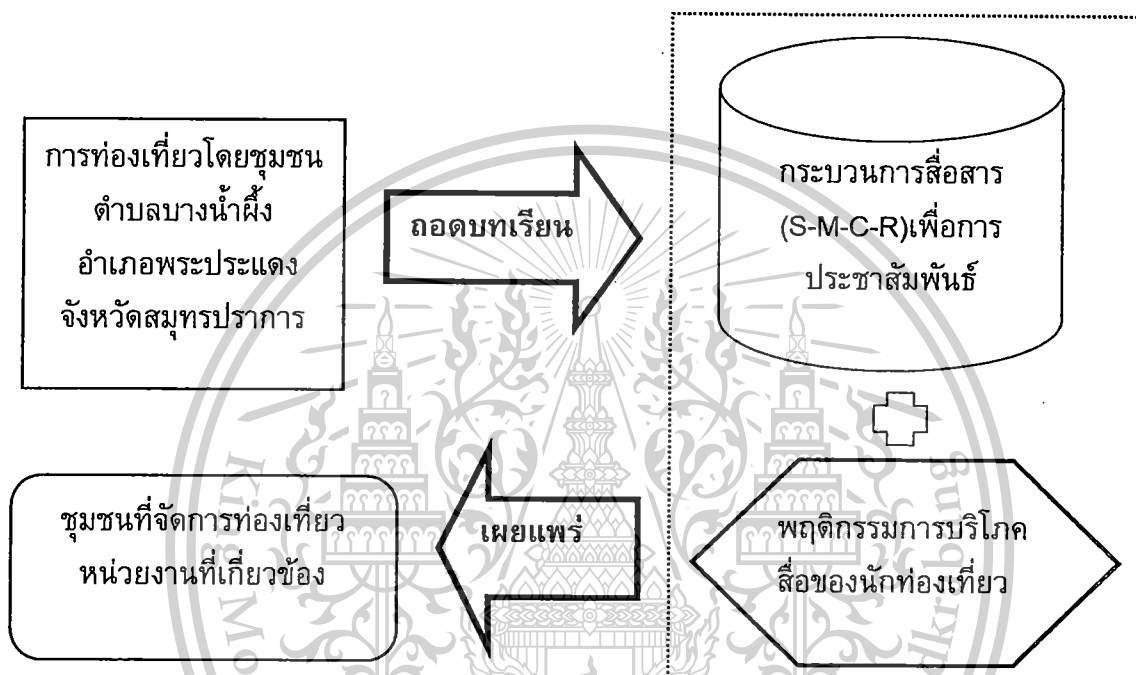 การท่องเที่ยวโดยชุมชน
ตำบลบางน้ำผึ้ง
อำเภอพระประแดง
จังหวัดสมุทรปราการ
ถอดบทเรียน
กระบวนการสื่อสาร
(S-M-C-R)เพื่อการ
ประชาสัมพันธ์
พฤติกรรมการบริโภค
สื่อของนักท่องเที่ยว
เผยแพร่
ชุมชนที่จัดการท่องเที่ยว
หน่วยงานที่เกี่ยวข้อง